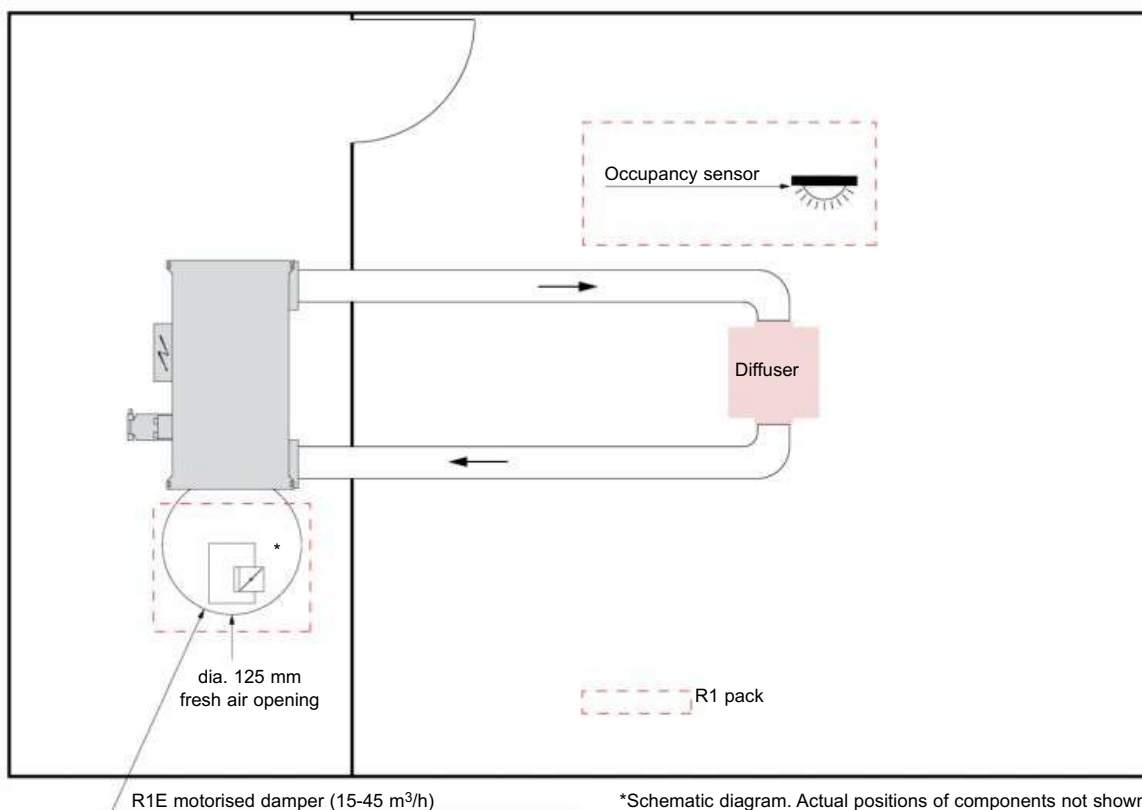 Occupancy sensor
Diffuser
*
dia. 125 mm
fresh air opening
R1 pack
R1E motorised damper (15-45 m³/h)
*Schematic diagram. Actual positions of components not shown